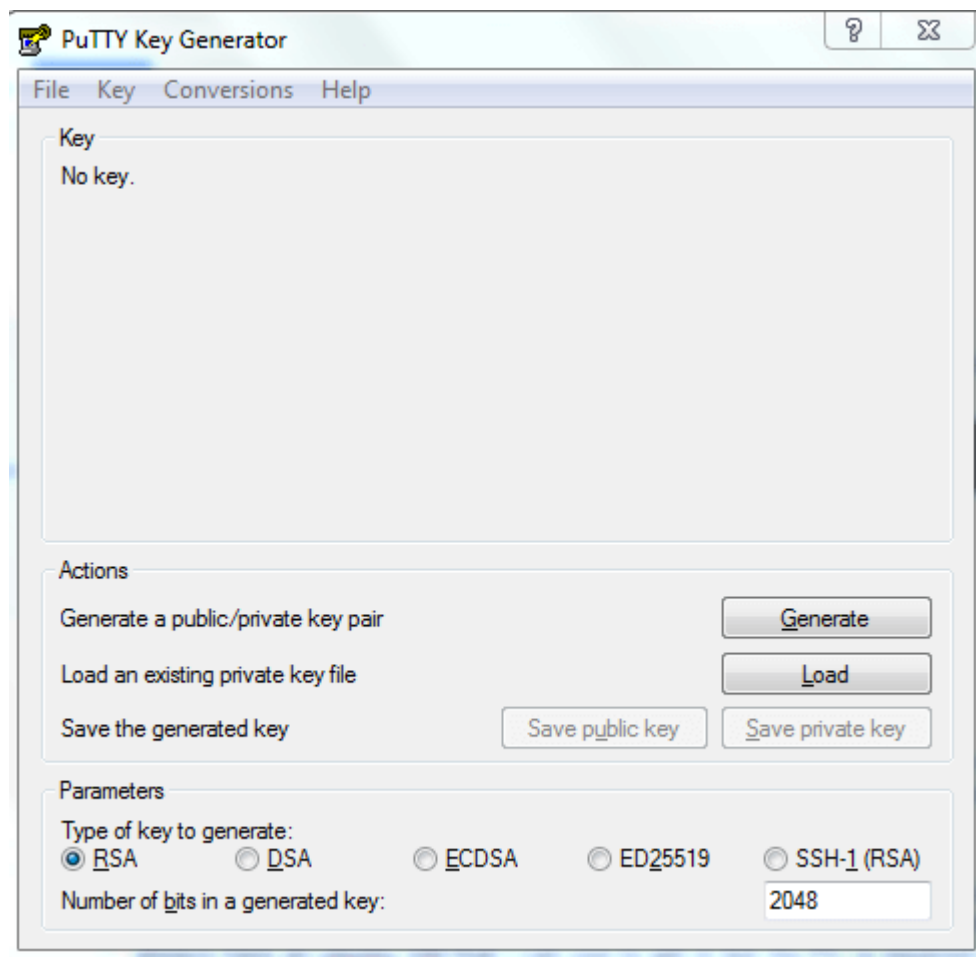 PuTTY Key Generator
File Key Conversions Help
Key
No key.
Actions
Generate a public/private key pair Generate
Load an existing private key file Load
Save the generated key Save public key Save private key
Parameters
Type of key to generate:
RSA DSA ECDSA ED25519 SSH-1 (RSA)
Number of bits in a generated key: 2048